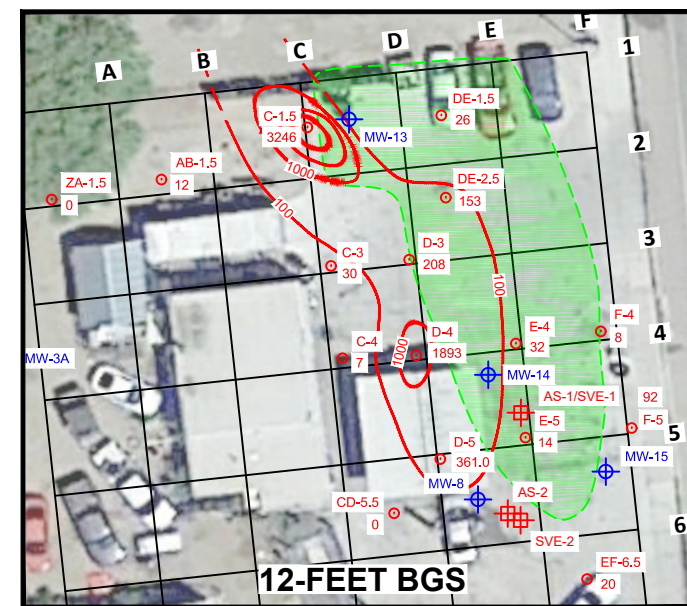 A
B
C
D
E
F
1
2
3
4
5
6
DE-1.5
26
C-1.5
3246
MW-13
1000
AB-1.5
12
ZA-1.5
0
DE-2.5
153
100
D-3
208
C-3
30
100
F-4
8
E-4
32
D-4
1893
1000
C-4
7
MW-3A
MW-14
AS-1/SVE-1
92
F-5
E-5
14
D-5
361.0
MW-15
MW-8
AS-2
CD-5.5
0
SVE-2
EF-6.5
20
12-FEET BGS